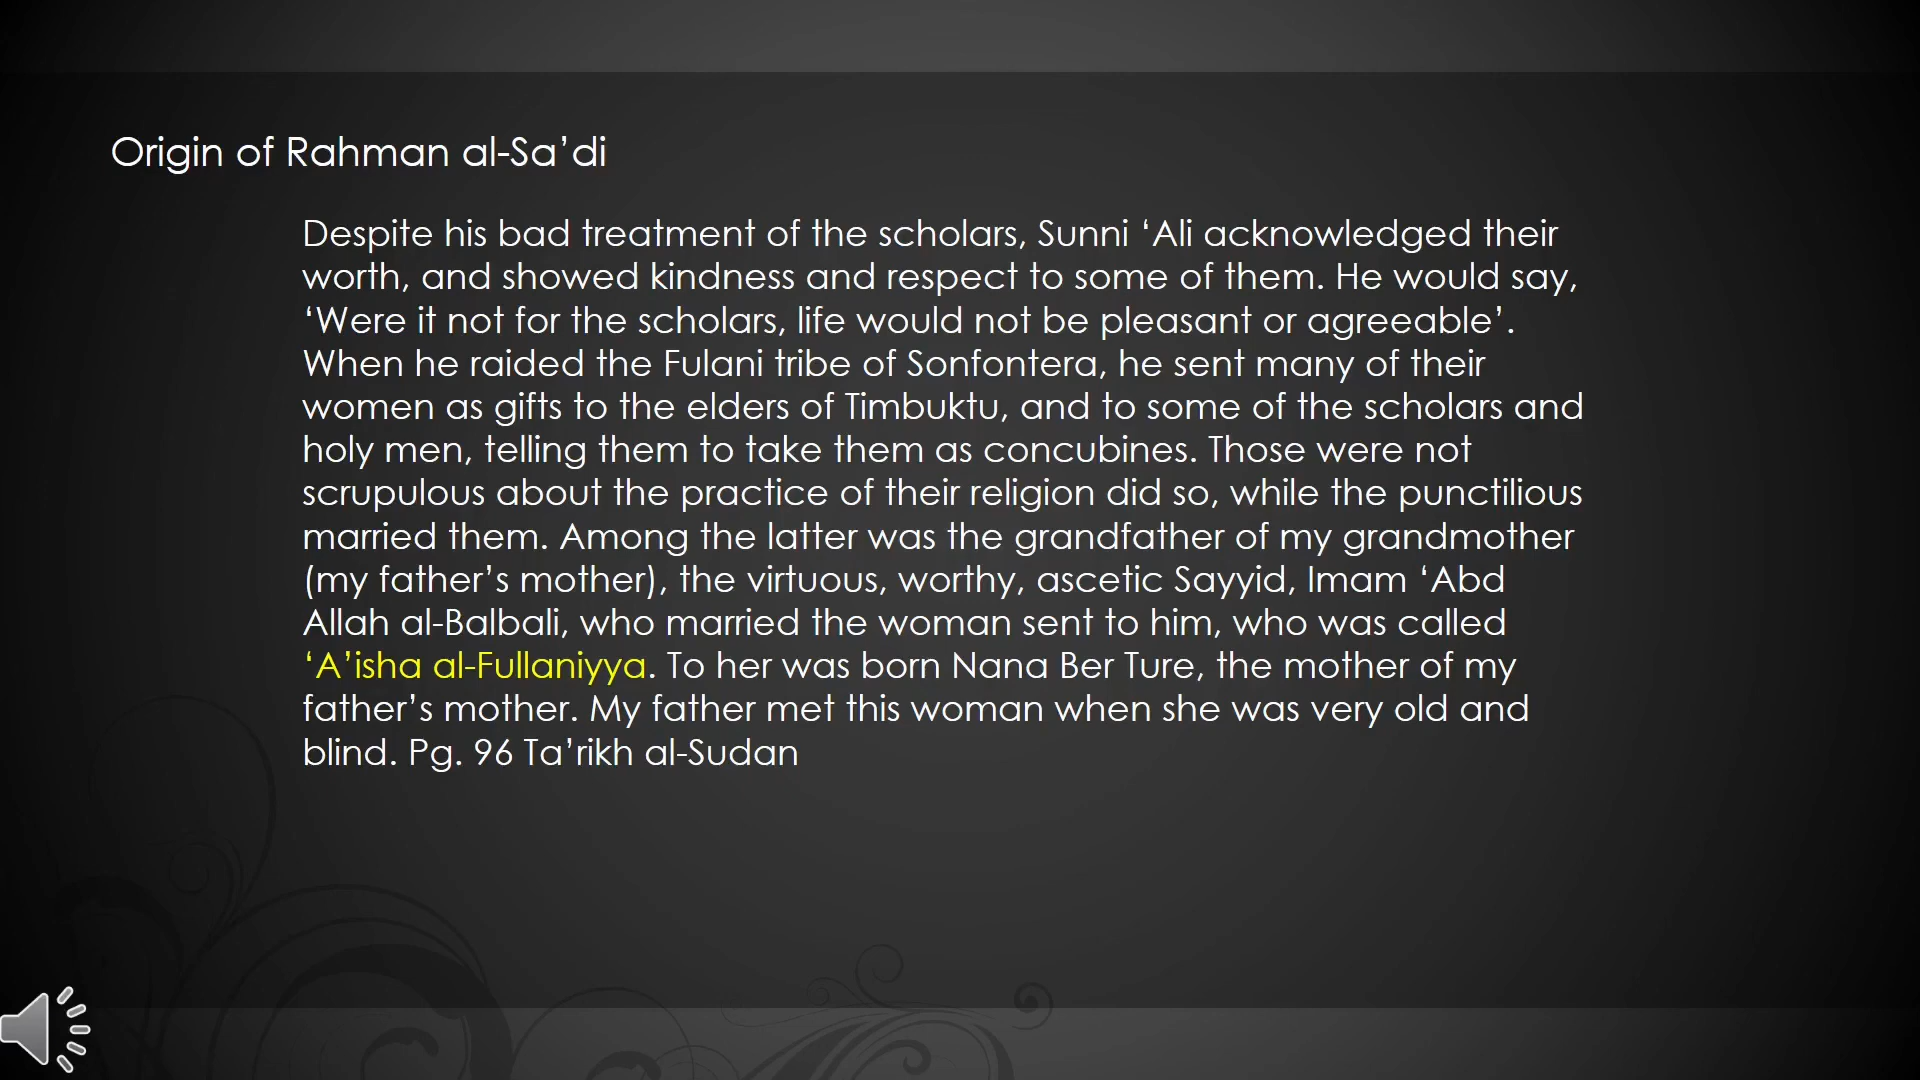 Origin of Rahman al-Sa’di
Despite his bad treatment of the scholars, Sunni ‘Ali acknowledged their
worth, and showed kindness and respect to some of them. He would say,
‘Were it not for the scholars, life would not be pleasant or agreeable’.
When he raided the Fulani tribe of Sonfontera, he sent many of their
women as gifts to the elders of Timbuktu, and to some of the scholars and
holy men, telling them to take them as concubines. Those were not
scrupulous about the practice of their religion did so, while the punctilious
married them. Among the latter was the grandfather of my grandmother
(my father’s mother), the virtuous, worthy, ascetic Sayyid, Imam ‘Abd
Allah al-Balbali, who married the woman sent to him, who was called
‘A’isha al-Fullaniyya. To her was born Nana Ber Ture, the mother of my
father’s mother. My father met this woman when she was very old and
blind. Pg. 96 Ta’rikh al-Sudan